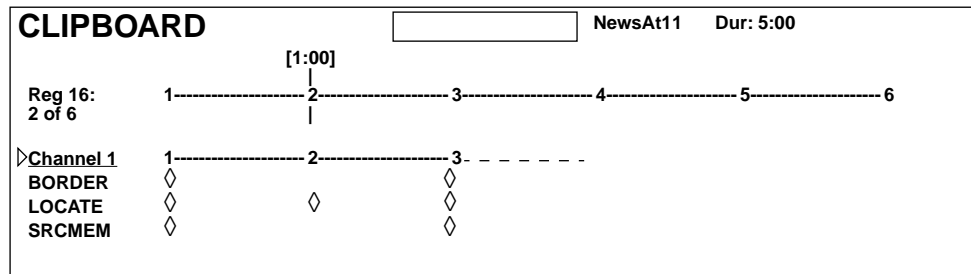 CLIPBOARD NewsAt11 Dur: 5:00
[1:00]
Reg 16: 1---------------------- 2---------------------- 3---------------------- 4---------------------- 5---------------------- 6
2 of 6
Channel 1 1---------------------- 2---------------------- 3- - - - - - - -
BORDER
LOCATE
SRCMEM